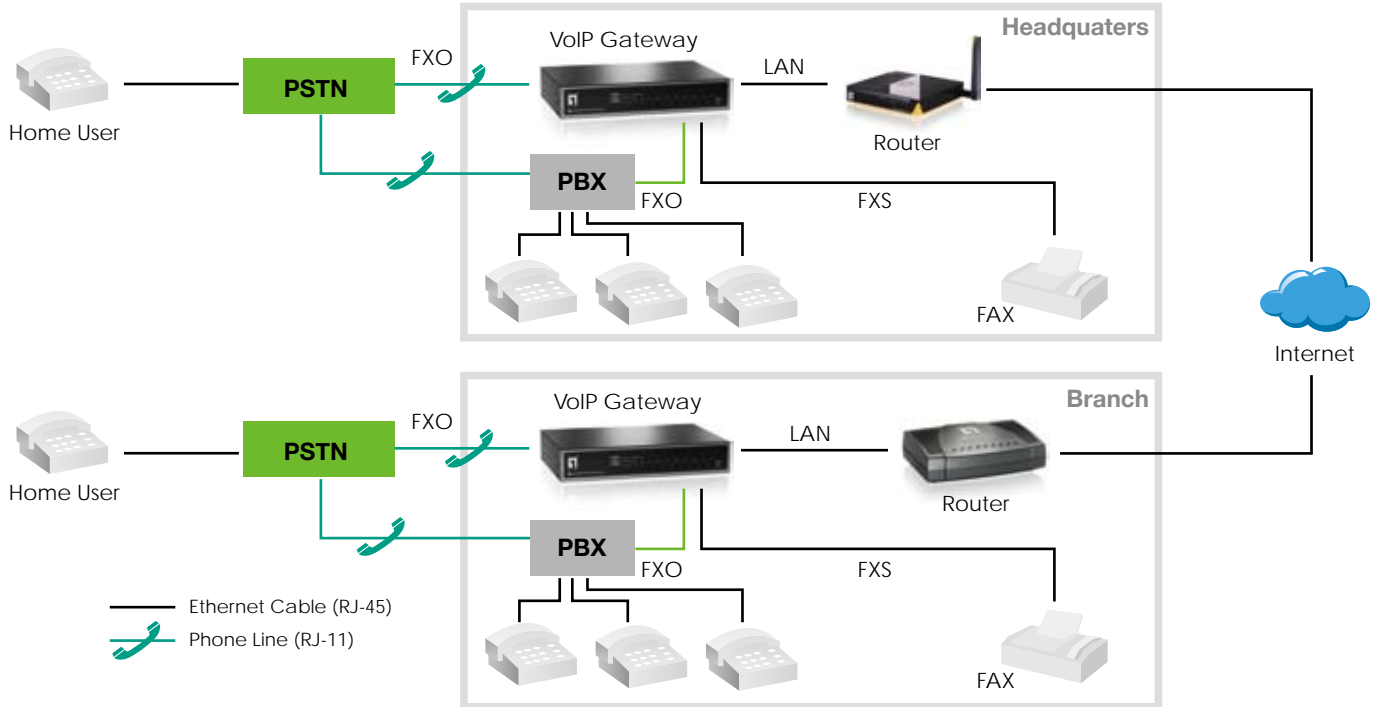 Headquaters
VoIP Gateway
FXO
LAN
PSTN
Home User
Router
PBX
FXO
FXS
FAX
Internet
Branch
VoIP Gateway
FXO
LAN
PSTN
Home User
Router
PBX
FXO
FXS
Ethernet Cable (RJ-45)
Phone Line (RJ-11)
FAX